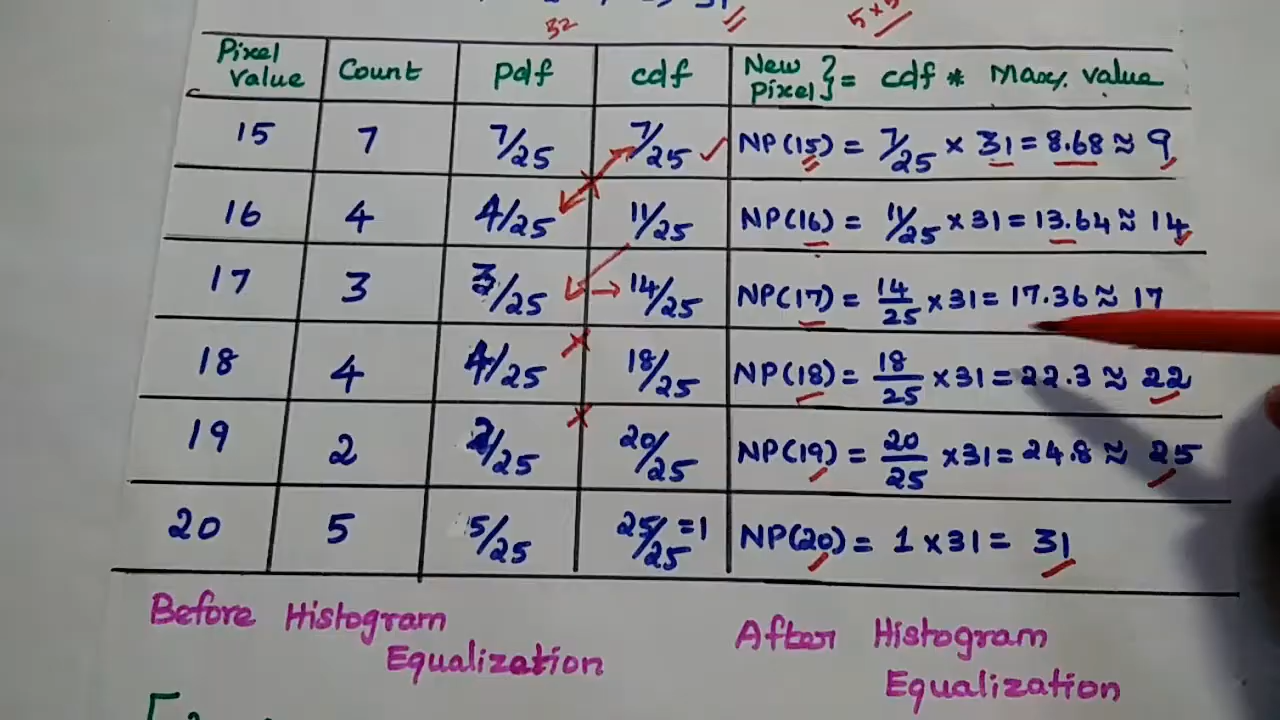 32
5×5
Pixel Value Count Pdf cdf New Pixel } = cdf * Max. value
15 7 7/25 7/25 NP(15) = 7/25 × 31 = 8.68 ≈ 9
16 4 4/25 11/25 NP(16) = 11/25 × 31 = 13.64 ≈ 14
17 3 3/25 14/25 NP(17) = 14/25 × 31 = 17.36 ≈ 17
18 4 4/25 18/25 NP(18) = 18/25 × 31 = 22.3 ≈ 22
19 2 2/25 20/25 NP(19) = 20/25 × 31 = 24.8 ≈ 25
20 5 5/25 25/25 = 1 NP(20) = 1 × 31 = 31
Before Histogram
Equalization
After Histogram
Equalization